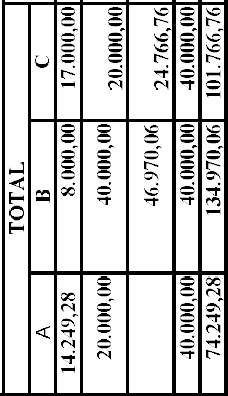 TOTAL
A B C
14.249,28 8.000,00 17.000,00
20.000,00 40.000,00 20.000,00
46.970,06 24.766,76
40.000,00 40.000,00 40.000,00
74.249,28 134.970,06 101.766,76